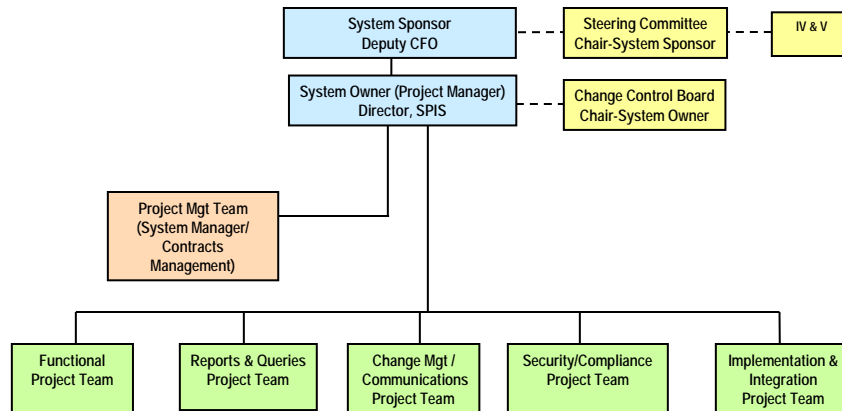 System Sponsor
Deputy CFO
Steering Committee
Chair-System Sponsor
IV & V
System Owner (Project Manager)
Director, SPIS
Change Control Board
Chair-System Owner
Project Mgt Team
(System Manager/
Contracts
Management)
Functional
Project Team
Reports & Queries
Project Team
Change Mgt /
Communications
Project Team
Security/Compliance
Project Team
Implementation &
Integration
Project Team